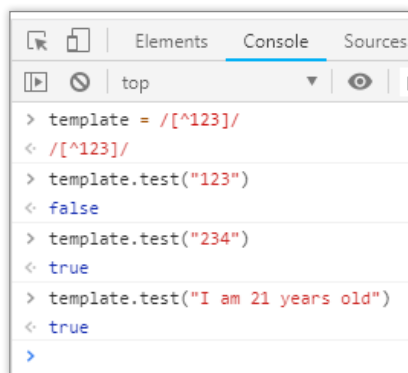 Elements Console Sources
top
> template = /[^123]/
<· /[^123]/
> template.test("123")
<· false
> template.test("234")
<· true
> template.test("I am 21 years old")
<· true
>